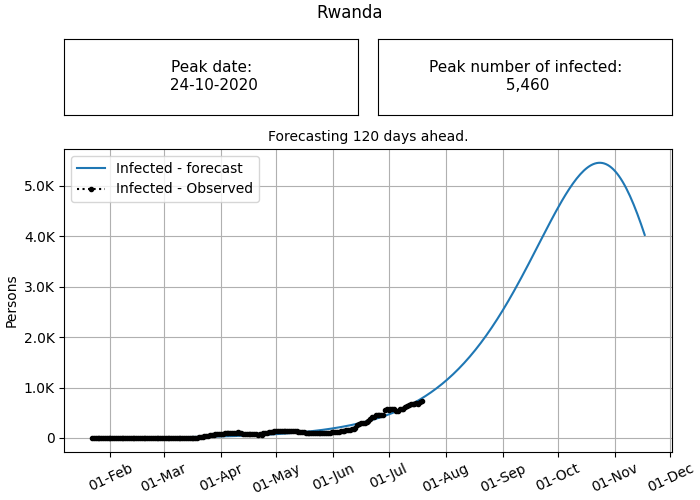 Rwanda
Peak date:
24-10-2020
Peak number of infected:
5,460
Forecasting 120 days ahead.
Infected - forecast
Infected - Observed
Persons
5.0K
4.0K
3.0K
2.0K
1.0K
0
01-Feb
01-Mar
01-Apr
01-May
01-Jun
01-Jul
01-Aug
01-Sep
01-Oct
01-Nov
01-Dec